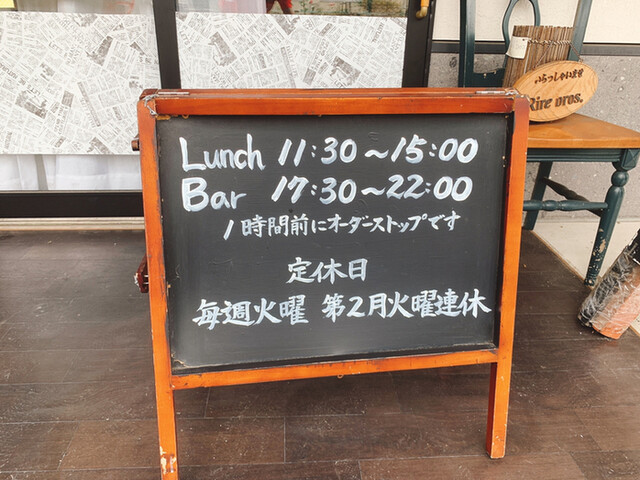 いらっしゃいませ
Rire pros.
Lunch 11:30～15:00
Bar 17:30～22:00
1時間前にオーダーストップです
定休日
毎週火曜 第2月火曜連休